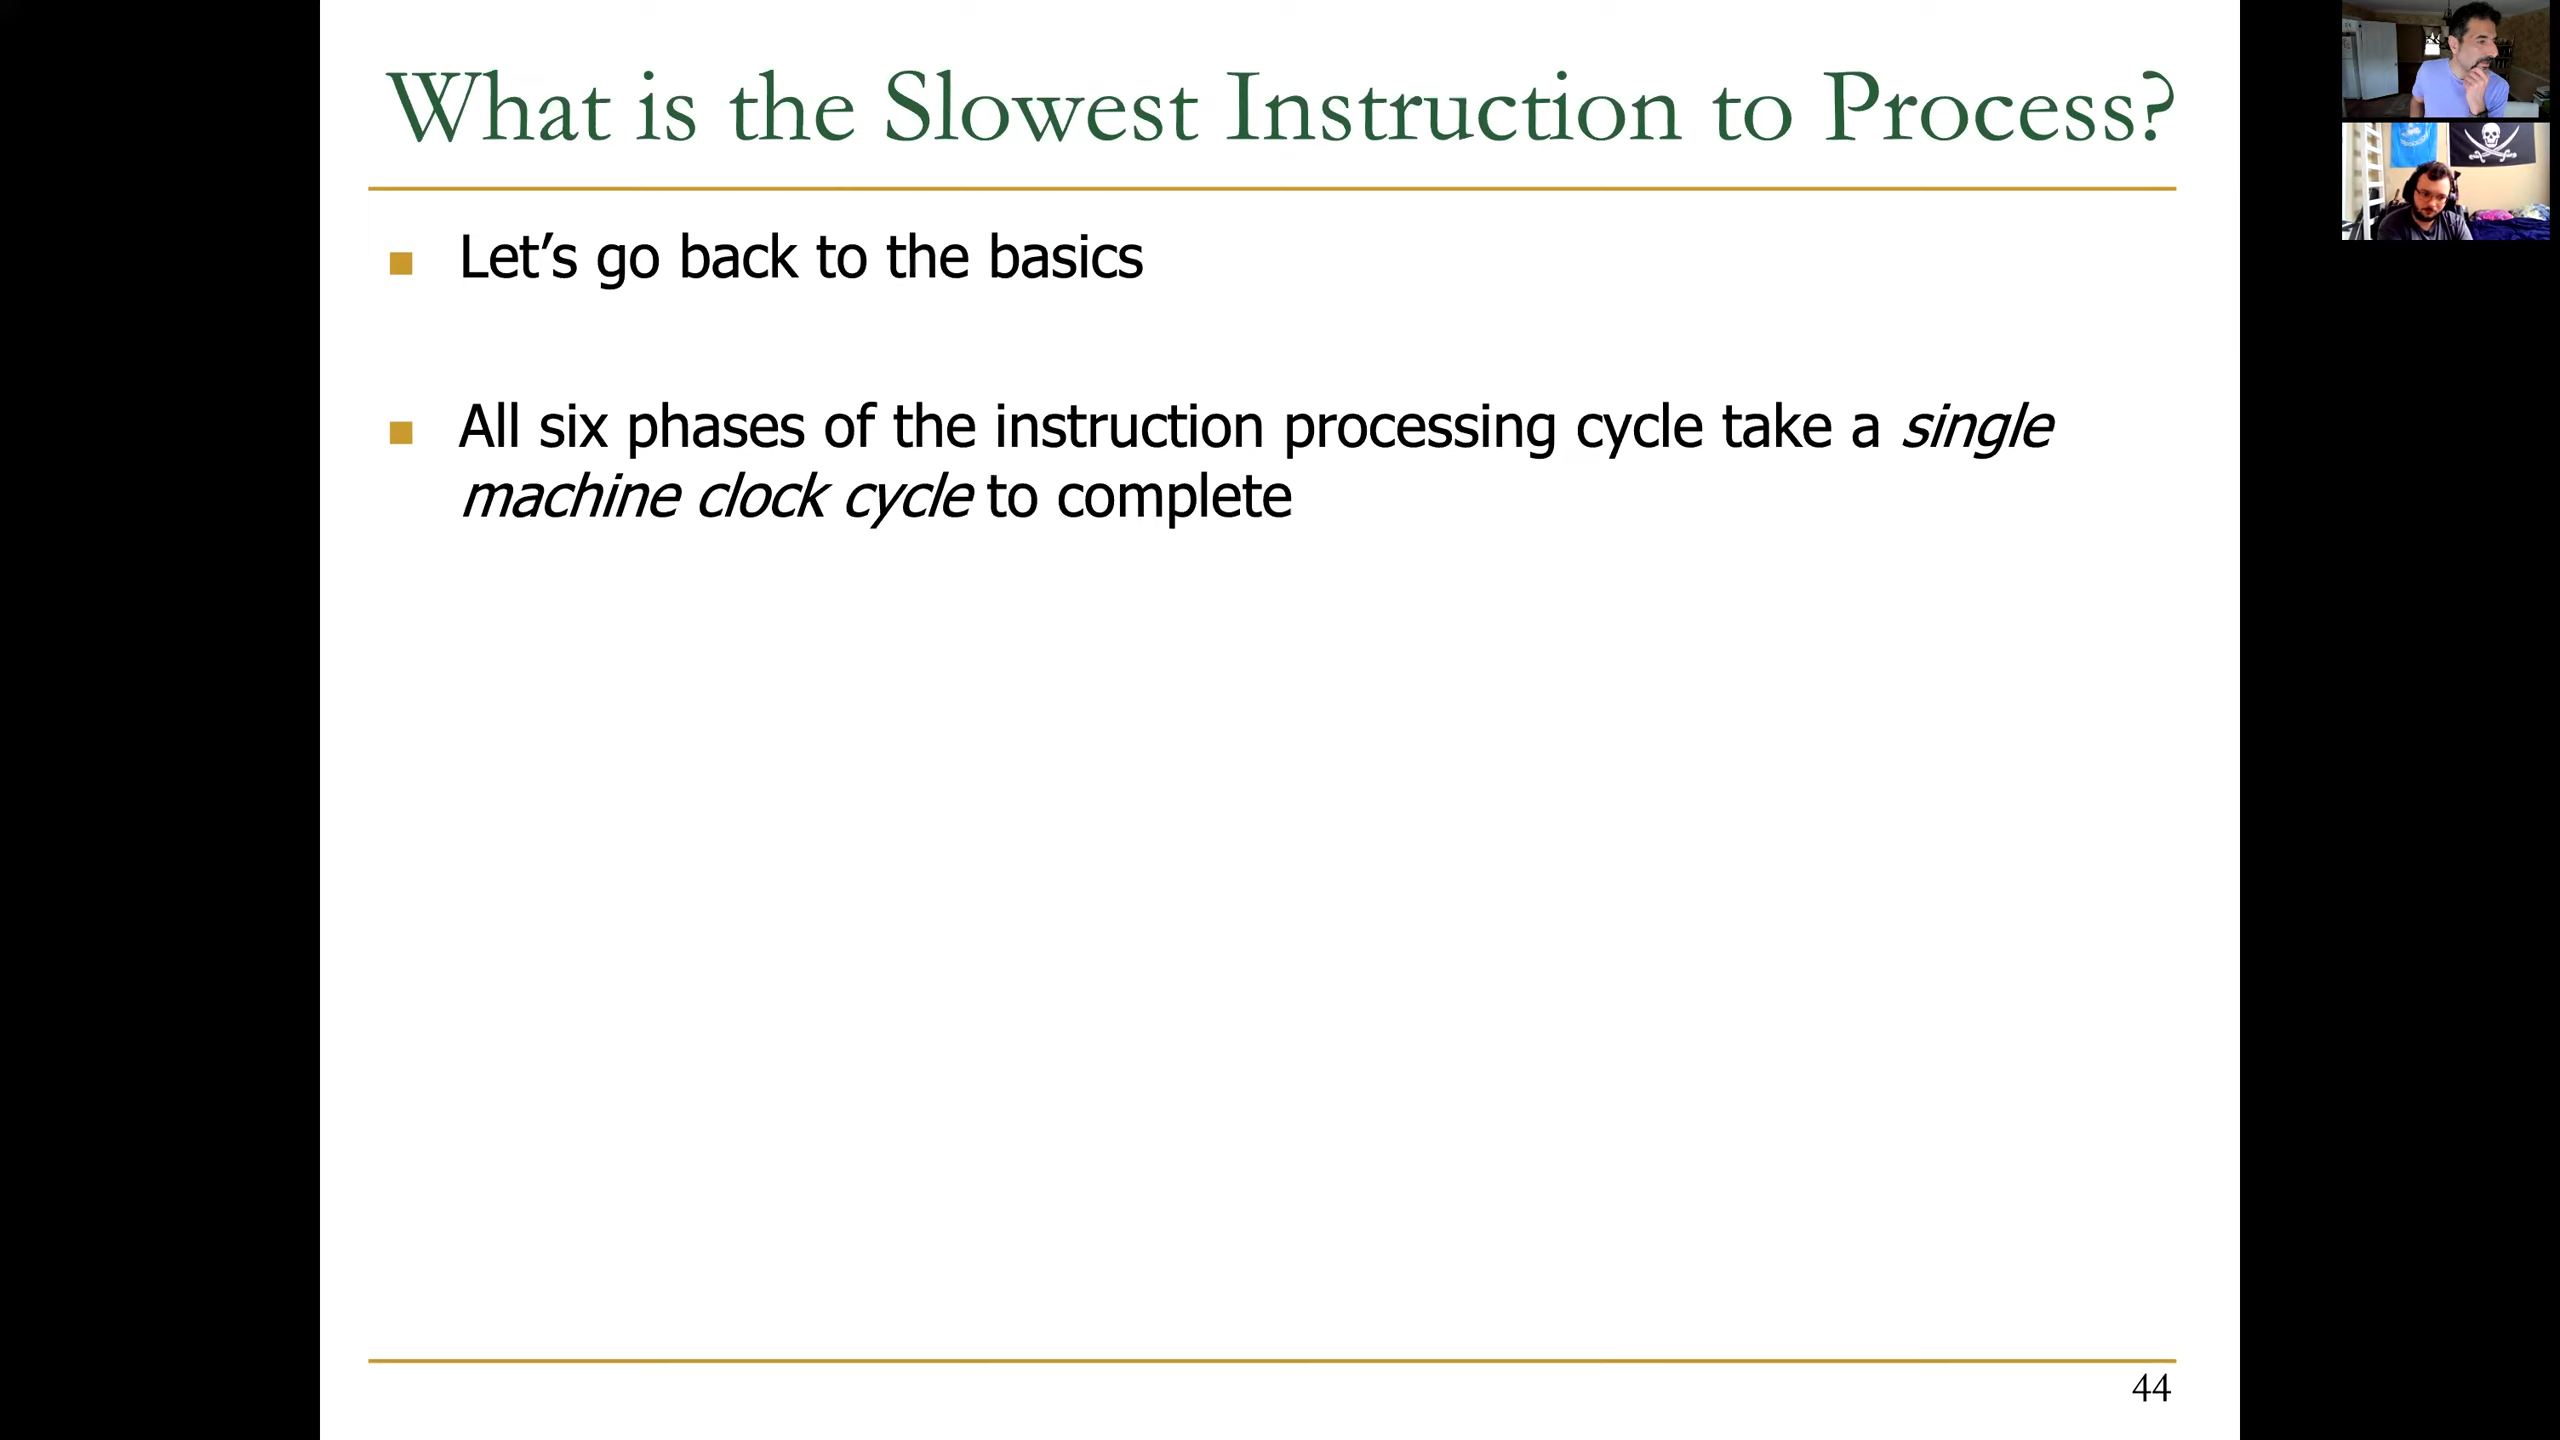 What is the Slowest Instruction to Process?
Let’s go back to the basics
All six phases of the instruction processing cycle take a single
machine clock cycle to complete
44